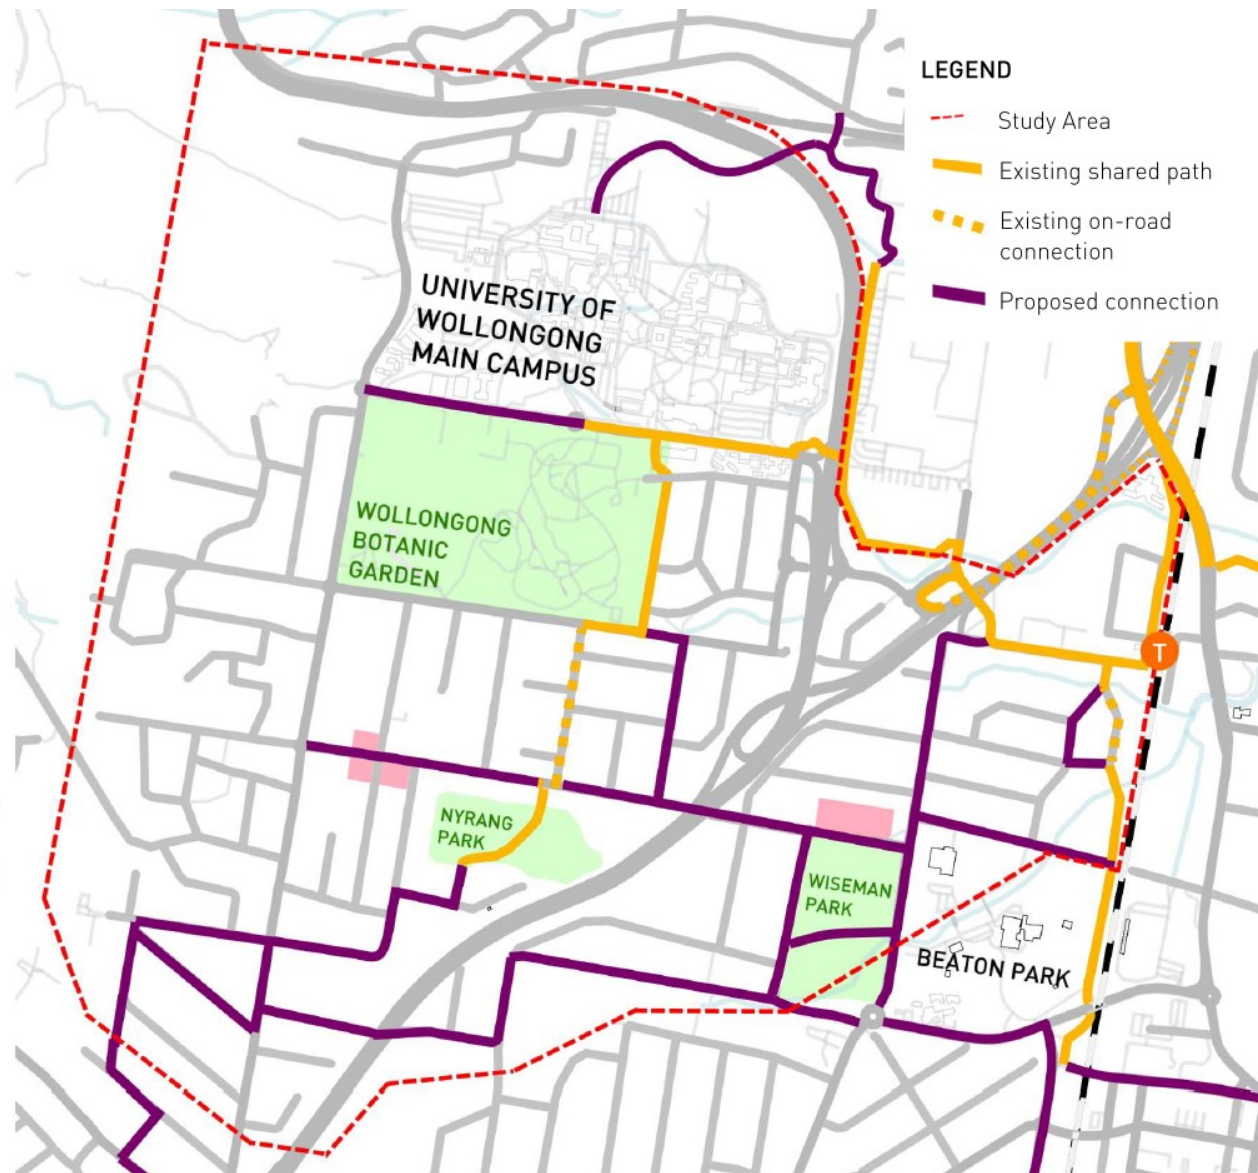 LEGEND
Study Area
Existing shared path
Existing on-road
connection
Proposed connection
UNIVERSITY OF
WOLLONGONG
MAIN CAMPUS
WOLLONGONG
BOTANIC
GARDEN
T
NYRANG
PARK
WISEMAN
PARK
BEATON PARK